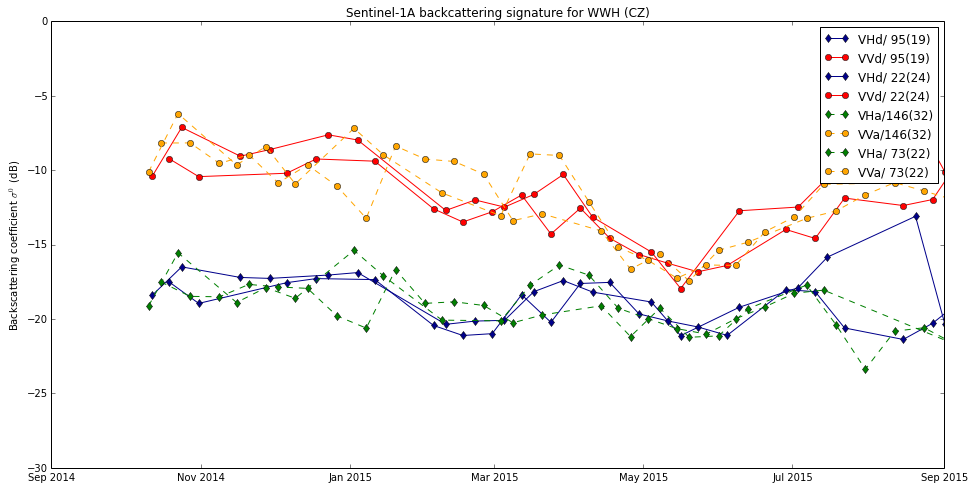 Sentinel-1A backcattering signature for WWH (CZ)
Backscattering coefficient σ⁰ (dB)
0
−5
−10
−15
−20
−25
−30
Sep 2014
Nov 2014
Jan 2015
Mar 2015
May 2015
Jul 2015
Sep 2015
VHd/ 95(19)
VVd/ 95(19)
VHd/ 22(24)
VVd/ 22(24)
VHa/146(32)
VVa/146(32)
VHa/ 73(22)
VVa/ 73(22)